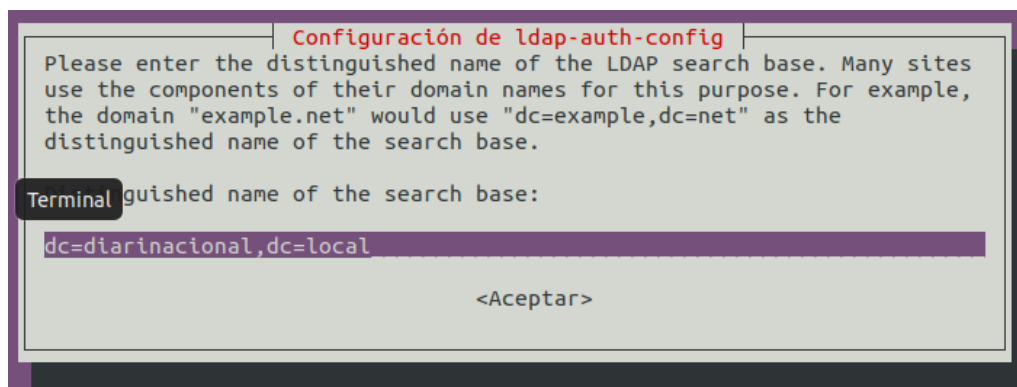 Configuración de ldap-auth-config
Please enter the distinguished name of the LDAP search base. Many sites
use the components of their domain names for this purpose. For example,
the domain "example.net" would use "dc=example,dc=net" as the
distinguished name of the search base.
Terminal
guished name of the search base:
dc=diarinacional,dc=local
<Aceptar>